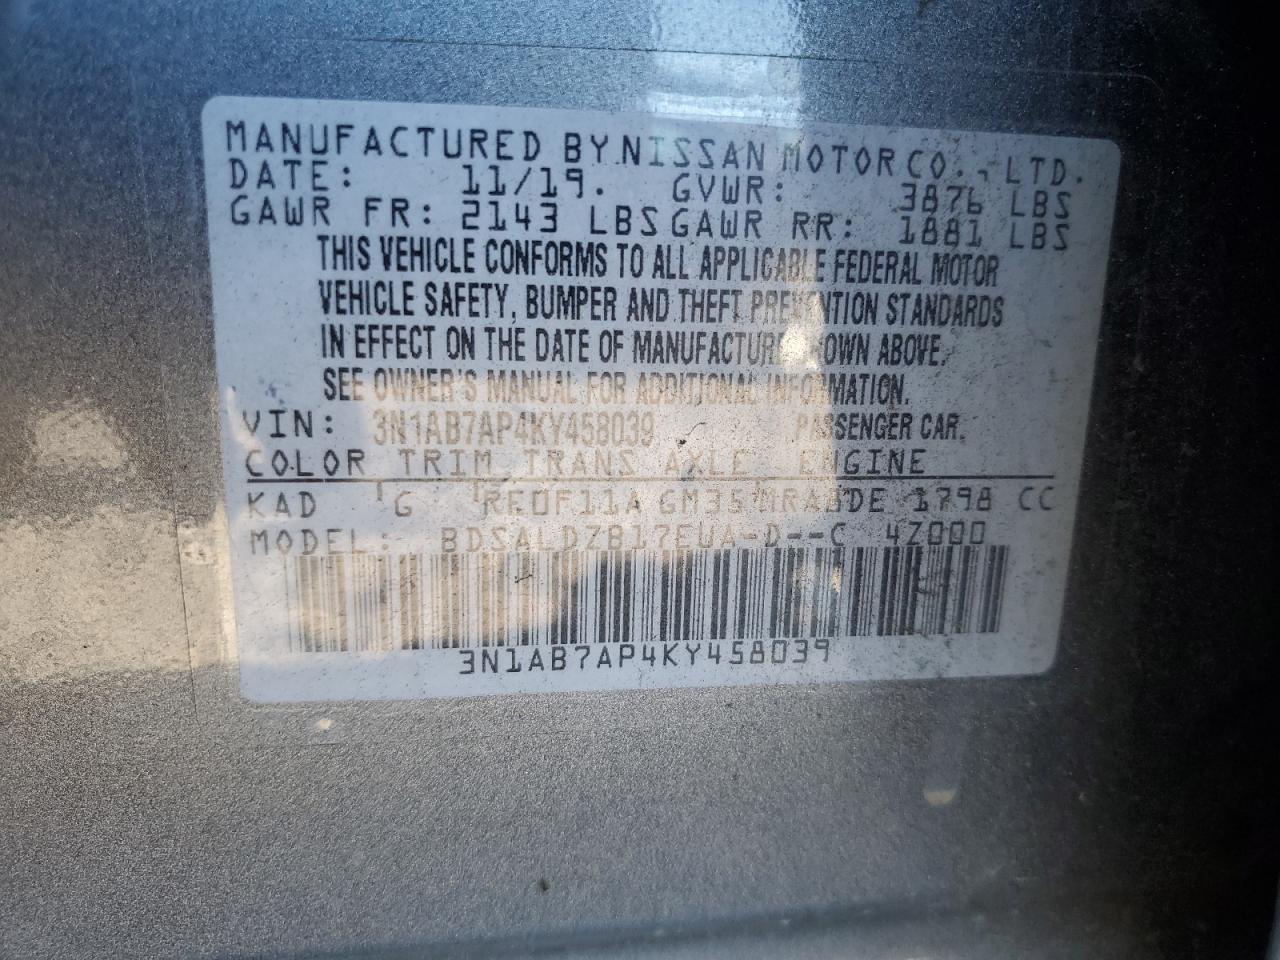 MANUFACTURED BY NISSAN MOTOR CO., LTD.
DATE: 11/19. GVWR: 3876 LBS
GAWR FR: 2143 LBS GAWR RR: 1881 LBS
THIS VEHICLE CONFORMS TO ALL APPLICABLE FEDERAL MOTOR
VEHICLE SAFETY, BUMPER AND THEFT PREVENTION STANDARDS
IN EFFECT ON THE DATE OF MANUFACTURE SHOWN ABOVE.
SEE OWNER'S MANUAL FOR ADDITIONAL INFORMATION.
VIN: 3N1AB7AP4KY458039 PASSENGER CAR.
COLOR TRIM TRANS AXLE ENGINE
KAD G RE0F11A GM35 MRA8DE 1798 CC
MODEL: BDSALDZB17EUA-D--C 4Z000
3N1AB7AP4KY458039